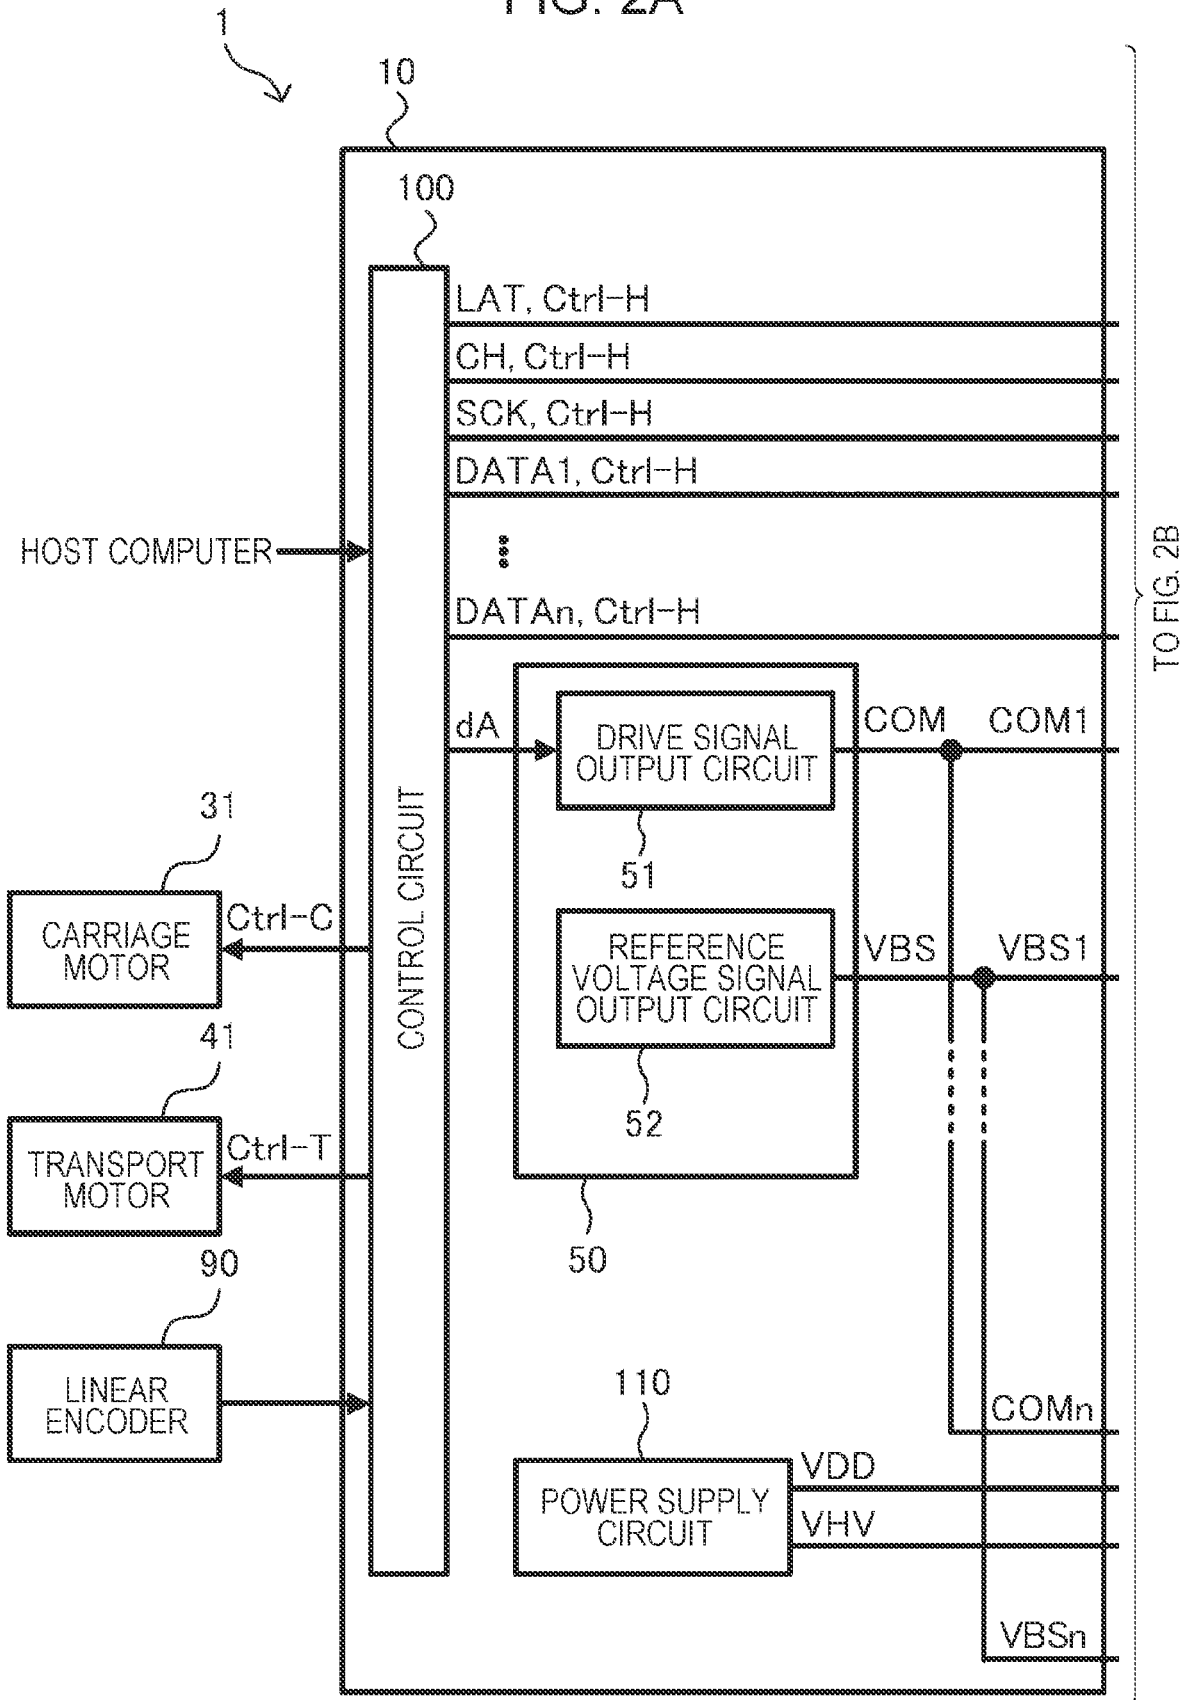 FIG. 2A
1
10
100
LAT, Ctrl-H
CH, Ctrl-H
SCK, Ctrl-H
DATA1, Ctrl-H
HOST COMPUTER
DATAn, Ctrl-H
TO FIG. 2B
dA
DRIVE SIGNAL
OUTPUT CIRCUIT
COM
COM1
51
CONTROL CIRCUIT
31
CARRIAGE
MOTOR
Ctrl-C
REFERENCE
VOLTAGE SIGNAL
OUTPUT CIRCUIT
VBS
VBS1
52
41
TRANSPORT
MOTOR
Ctrl-T
50
90
LINEAR
ENCODER
110
POWER SUPPLY
CIRCUIT
COMn
VDD
VHV
VBSn